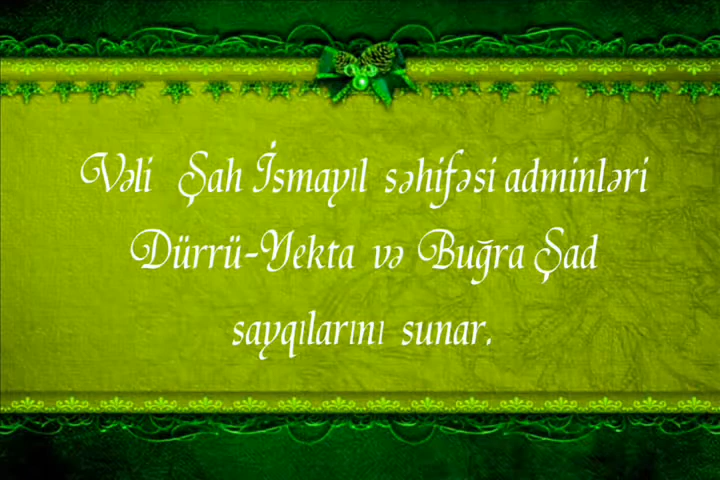 Vəli Şah İsmayıl səhifəsi adminləri
Dürrü-Yekta və Buğra Şad
sayqılarını sunar.